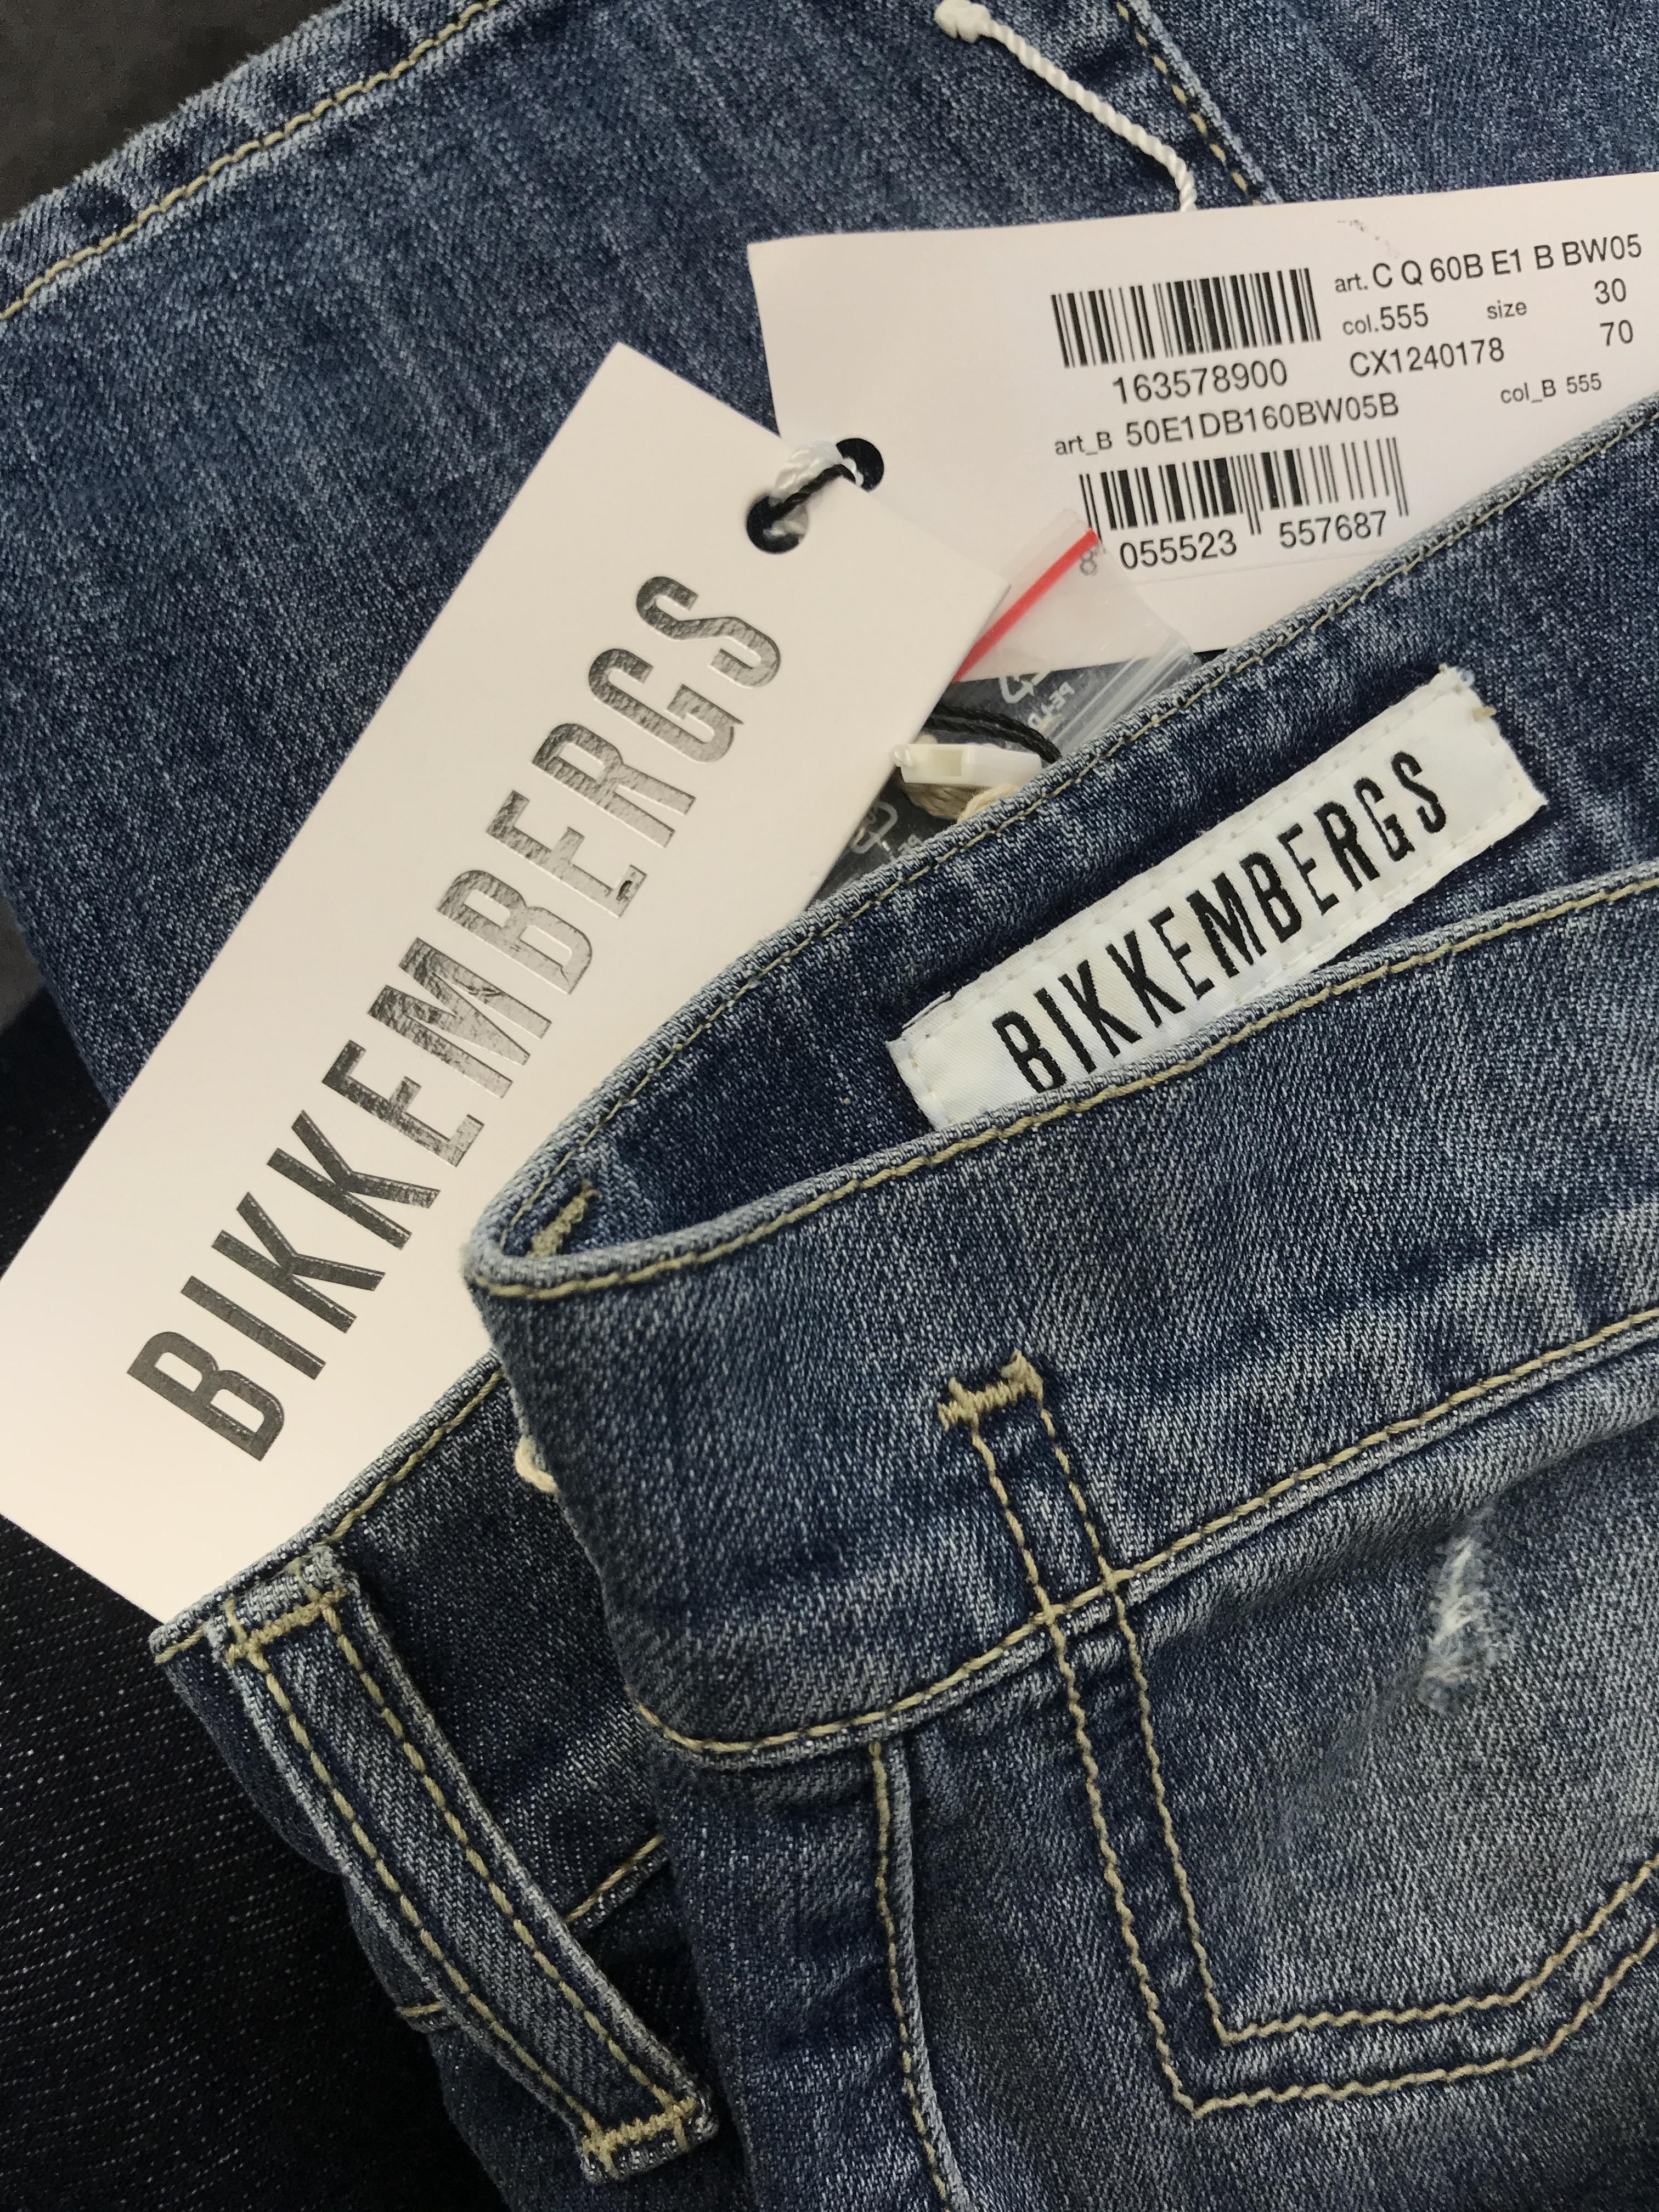 art. C Q 60B E1 B BW05
col.555 size 30
163578900 CX1240178 70
art_B 50E1DB160BW05B col_B 555
8 055523 557687
BIKKEMBERGS
BIKKEMBERGS